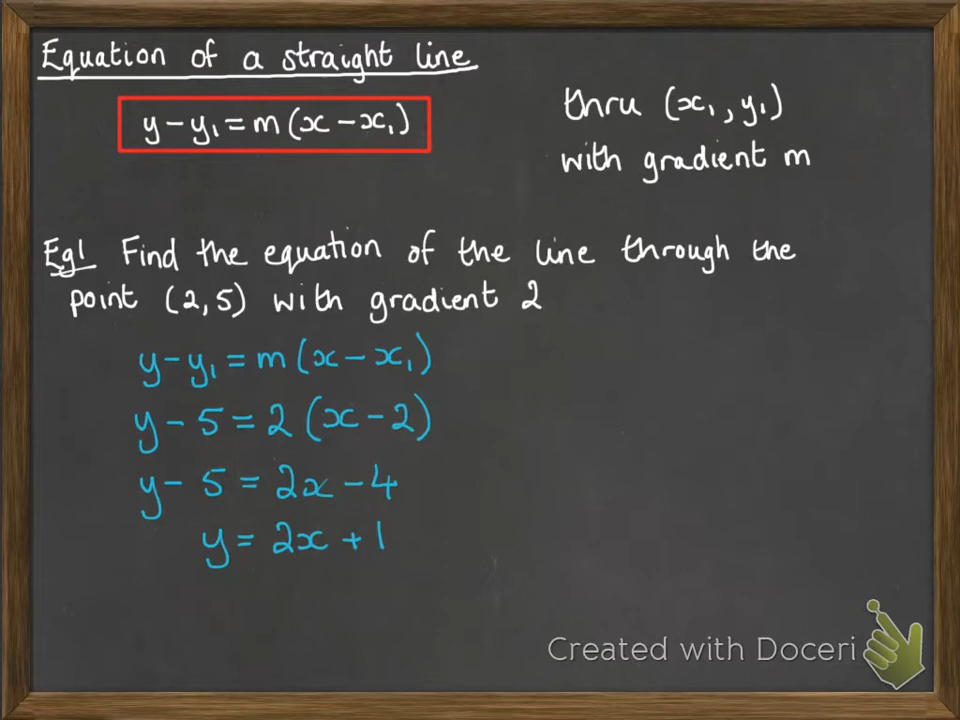 Equation of a straight line
y - y₁ = m (x - x₁)
thru (x₁, y₁)
with gradient m
Eg1 Find the equation of the line through the
point (2, 5) with gradient 2
y - y₁ = m (x - x₁)
y - 5 = 2 (x - 2)
y - 5 = 2x - 4
y = 2x + 1
Created with Doceri